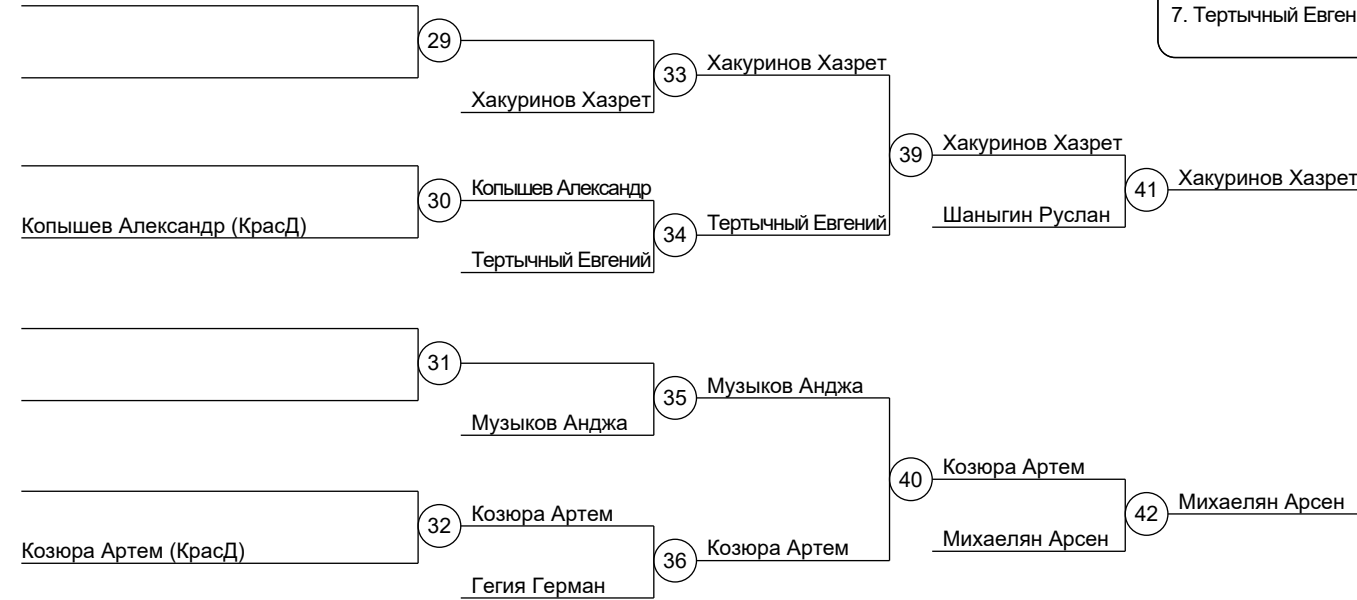 7. Тертычный Евген
29
33
Хакуринов Хазрет
Хакуринов Хазрет
39
Хакуринов Хазрет
41
Хакуринов Хазрет
30
Копышев Александр
Шаныгин Руслан
Копышев Александр (КрасД)
34
Тертычный Евгений
Тертычный Евгений
31
35
Музыков Анджа
Музыков Анджа
40
Козюра Артем
42
Михаелян Арсен
32
Козюра Артем
Михаелян Арсен
Козюра Артем (КрасД)
36
Козюра Артем
Гегия Герман